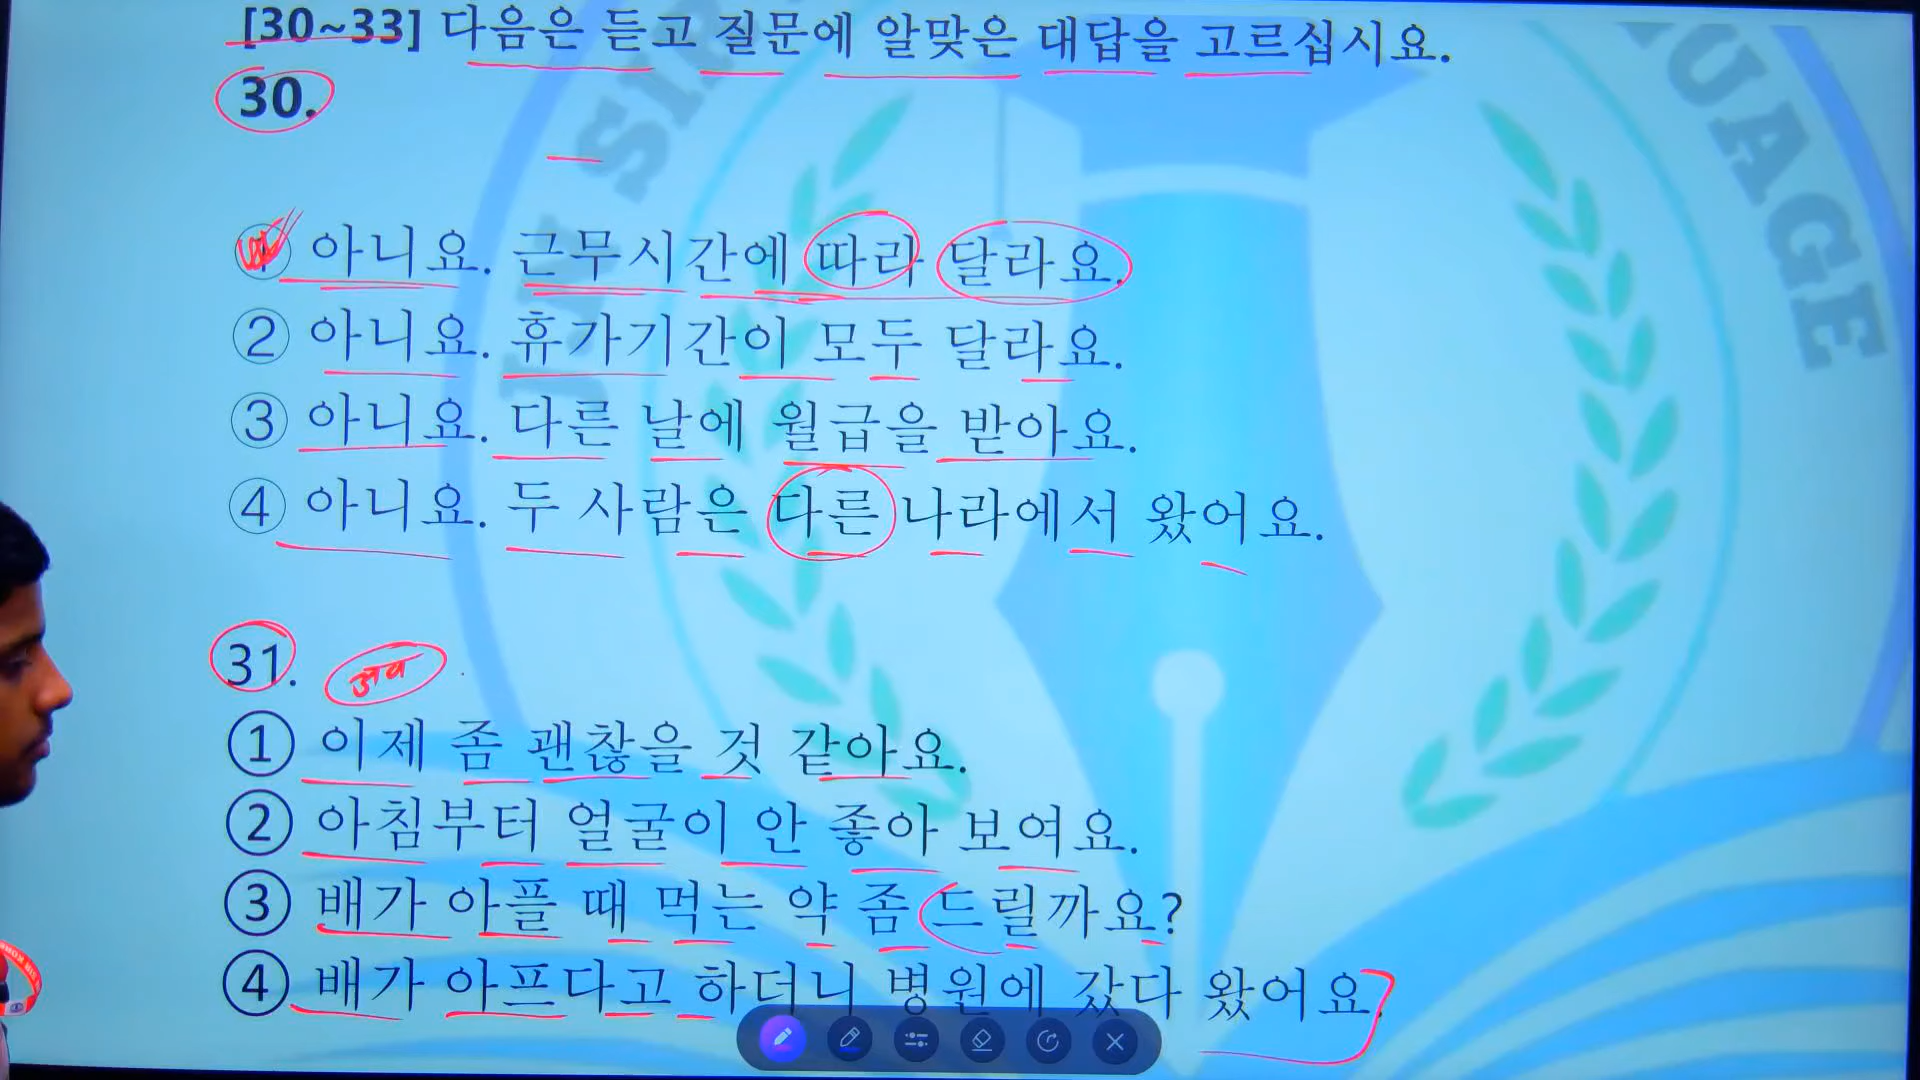 [30~33] 다음은 듣고 질문에 알맞은 대답을 고르십시요.
30.
① 아니요. 근무시간에 따라 달라요.
② 아니요. 휴가기간이 모두 달라요.
③ 아니요. 다른 날에 월급을 받아요.
④ 아니요. 두 사람은 다른 나라에서 왔어요.
31. अब
① 이제 좀 괜찮을 것 같아요.
② 아침부터 얼굴이 안 좋아 보여요.
③ 배가 아플 때 먹는 약 좀 드릴까요?
④ 배가 아프다고 하더니 병원에 갔다 왔어요.
UAGE